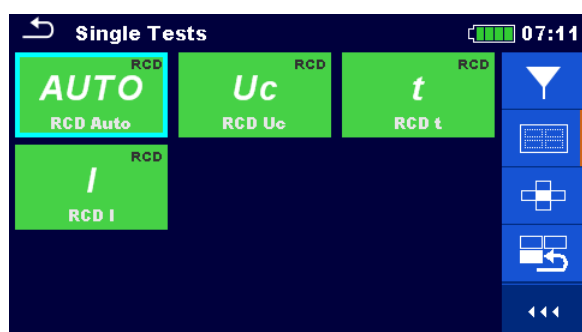 Single Tests 07:11
RCD
AUTO
RCD Auto
RCD
Uc
RCD Uc
RCD
t
RCD t
RCD
I
RCD I